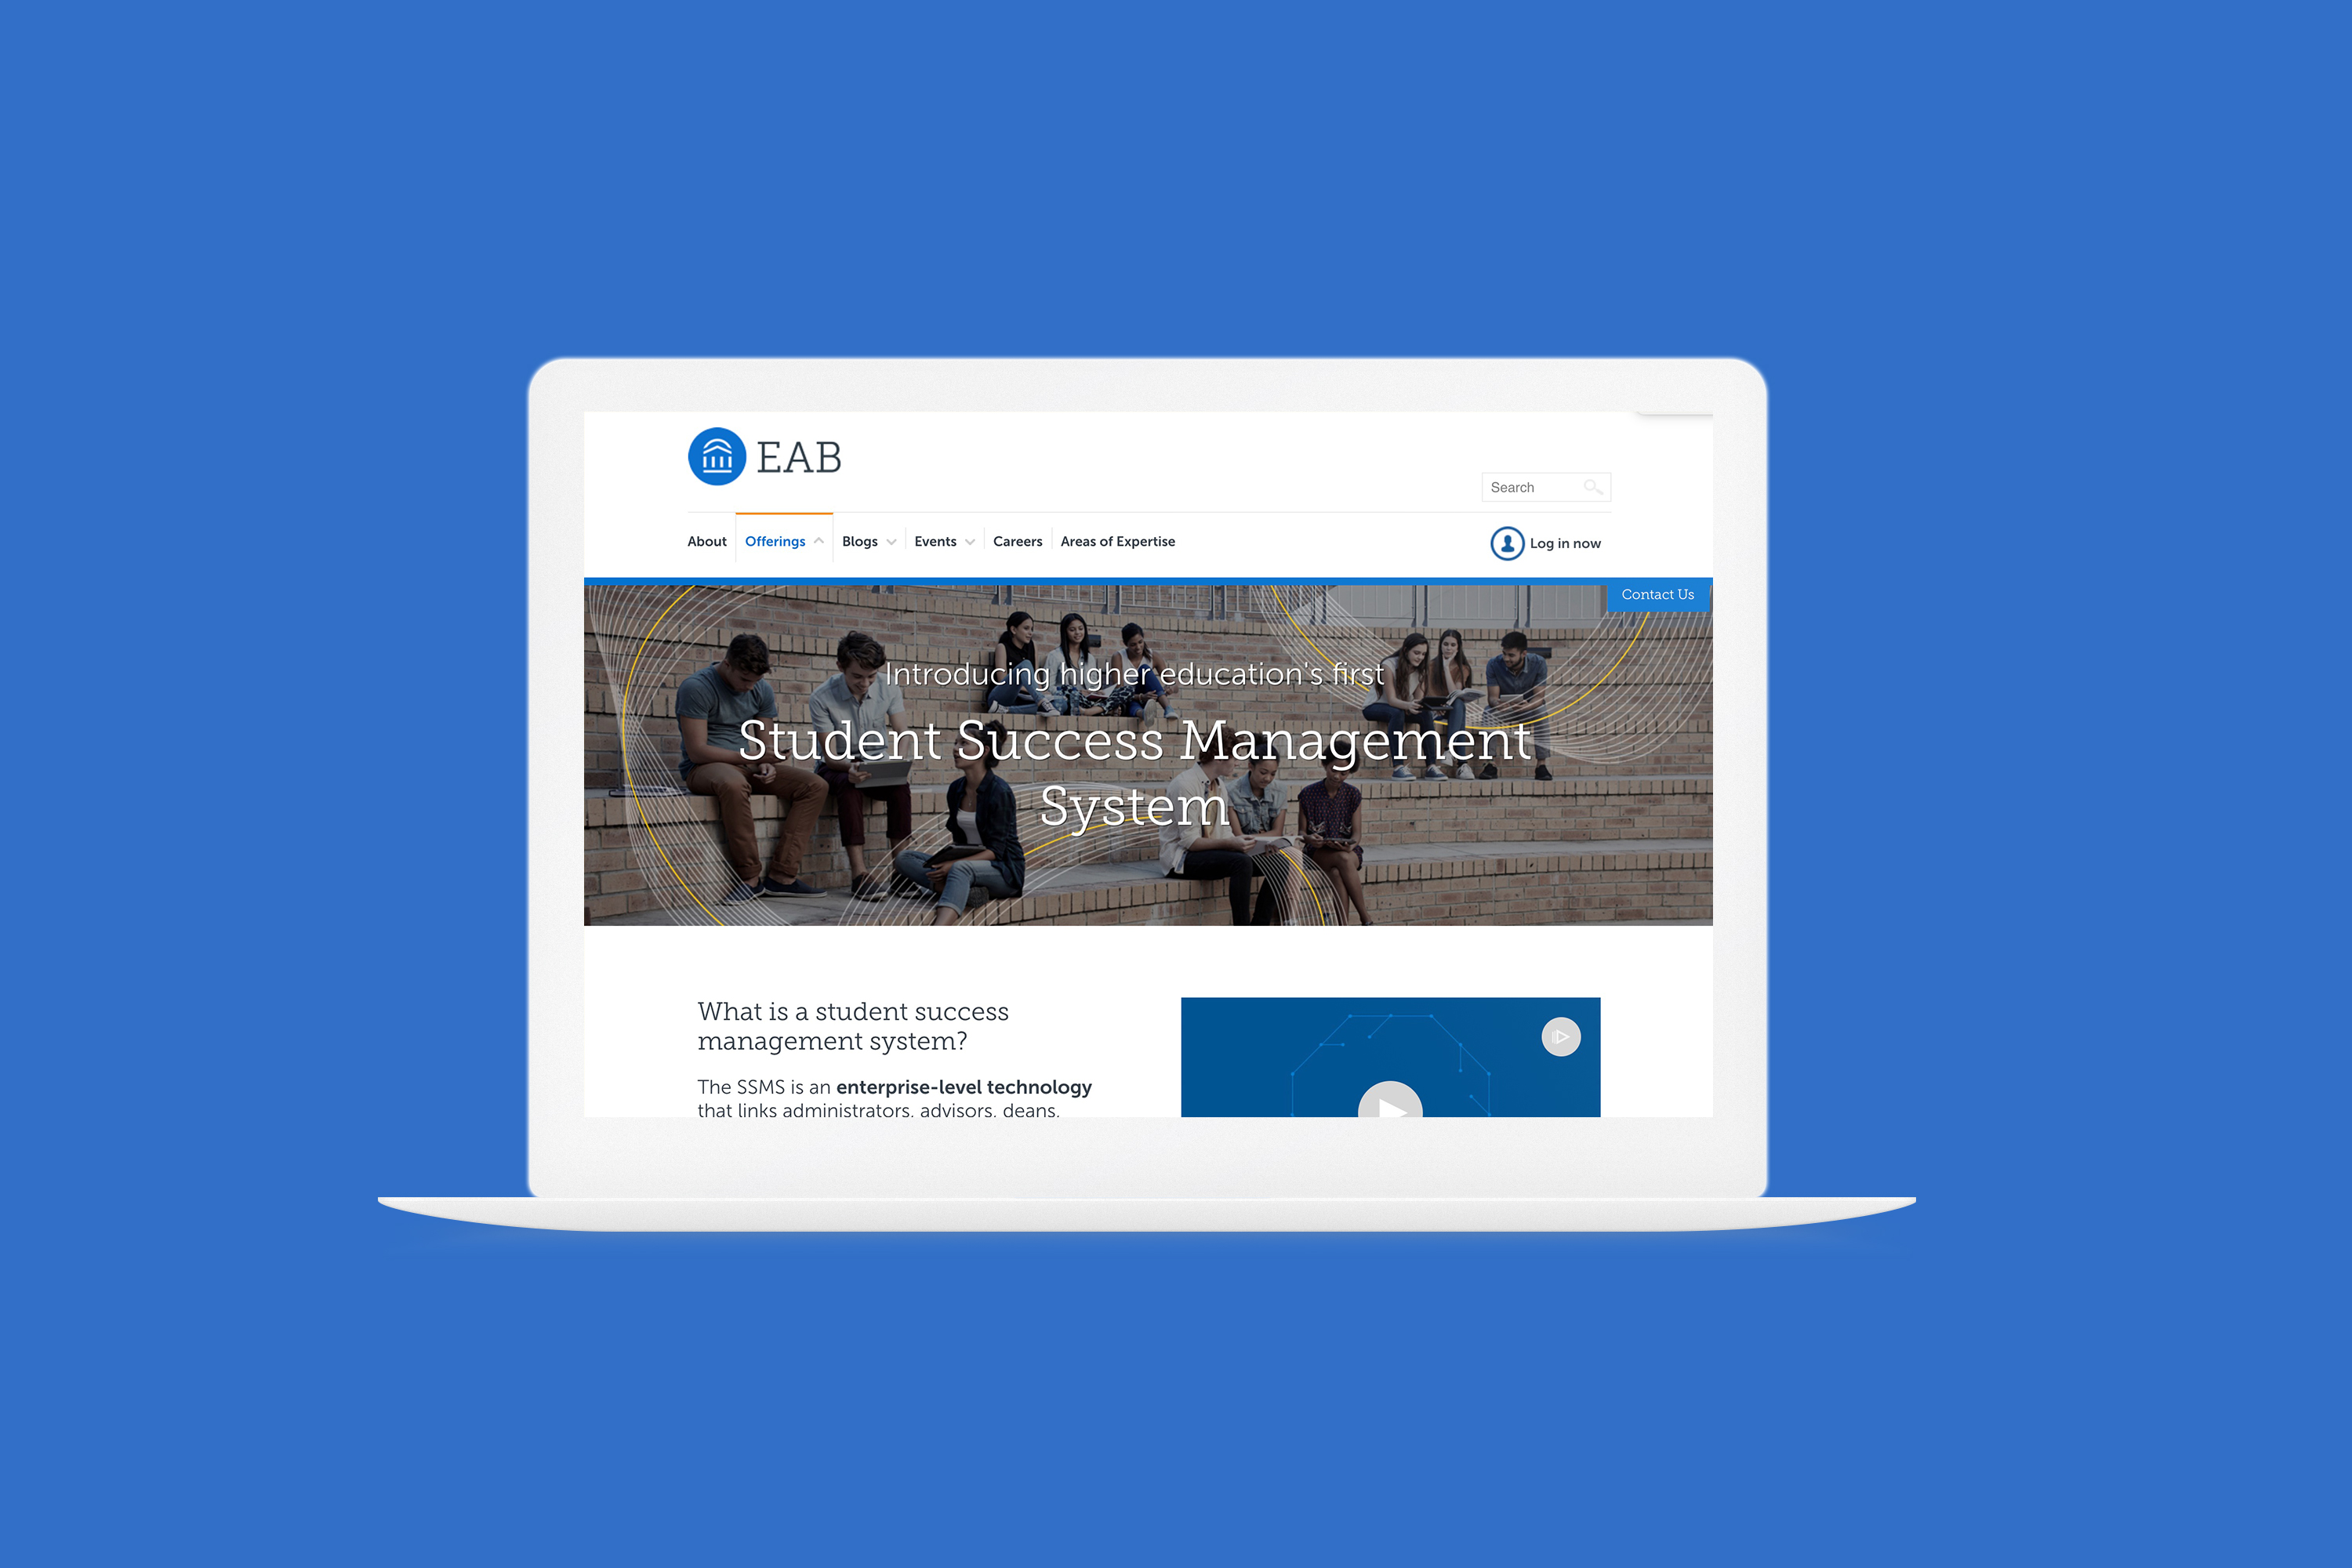 EAB
Search
About Offerings Blogs Events Careers Areas of Expertise
Log in now
Contact Us
Introducing higher education's first
Student Success Management
System
What is a student success
management system?
The SSMS is an enterprise-level technology
that links administrators, advisors, deans,